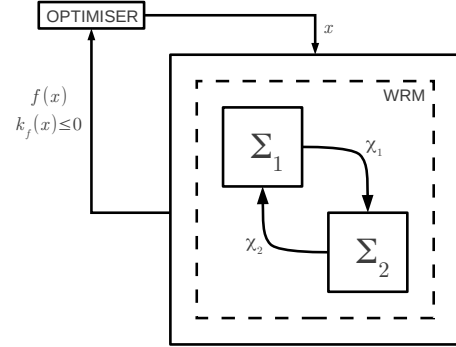 OPTIMISER
x
f(x)
k_f(x)≤0
WRM
Σ₁
χ₁
χ₂
Σ₂